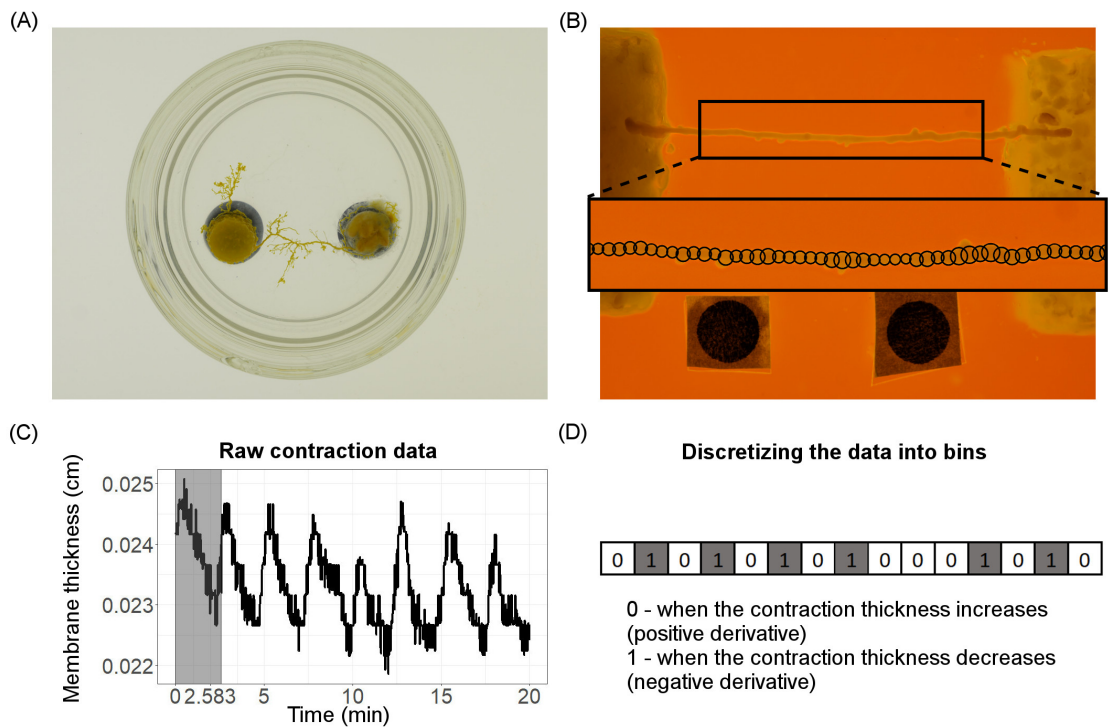 (A)
(B)
(C)
Raw contraction data
Membrane thickness (cm)
0.025
0.024
0.023
0.022
0 2.583 5 10 15 20
Time (min)
(D)
Discretizing the data into bins
0 1 0 1 0 1 0 1 0 0 0 1 0 1 0
0 - when the contraction thickness increases
(positive derivative)
1 - when the contraction thickness decreases
(negative derivative)